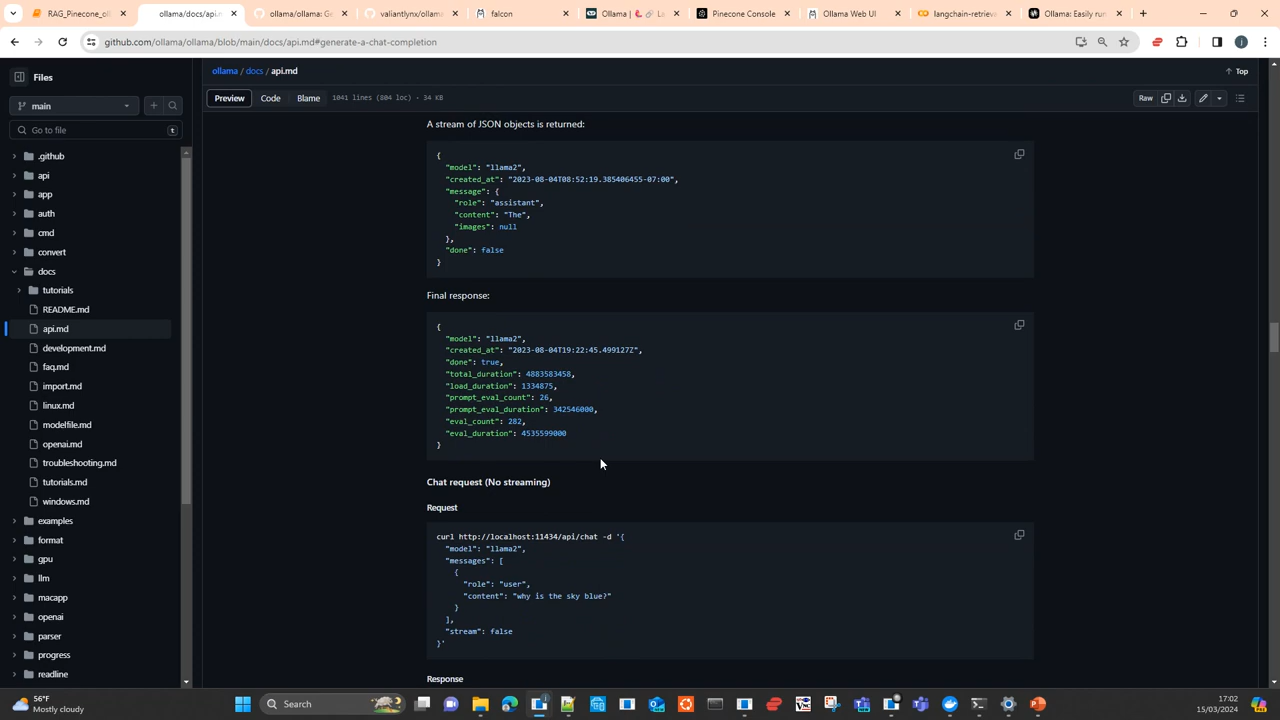 RAG_Pinecone_oll
ollama/docs/api.m
ollama/ollama: Ge
valiantlynx/ollama
falcon
Ollama | 🦜️🔗 La
Pinecone Console
Ollama Web UI
langchain-retrieva
Ollama: Easily run
github.com/ollama/ollama/blob/main/docs/api.md#generate-a-chat-completion
Files
main
Go to file
t
.github
api
app
auth
cmd
convert
docs
tutorials
README.md
api.md
development.md
faq.md
import.md
linux.md
modelfile.md
openai.md
troubleshooting.md
tutorials.md
windows.md
examples
format
gpu
llm
macapp
openai
parser
progress
readline
ollama / docs / api.md
Top
Preview
Code
Blame
1041 lines (804 loc) · 34 KB
Raw
A stream of JSON objects is returned:
{
"model": "llama2",
"created_at": "2023-08-04T08:52:19.385406455-07:00",
"message": {
"role": "assistant",
"content": "The",
"images": null
},
"done": false
}
Final response:
{
"model": "llama2",
"created_at": "2023-08-04T19:22:45.499127Z",
"done": true,
"total_duration": 4883583458,
"load_duration": 1334875,
"prompt_eval_count": 26,
"prompt_eval_duration": 342546000,
"eval_count": 282,
"eval_duration": 4535599000
}
Chat request (No streaming)
Request
curl http://localhost:11434/api/chat -d '{
"model": "llama2",
"messages": [
{
"role": "user",
"content": "why is the sky blue?"
}
],
"stream": false
}'
Response
56°F
Mostly cloudy
Search
17:02
15/03/2024